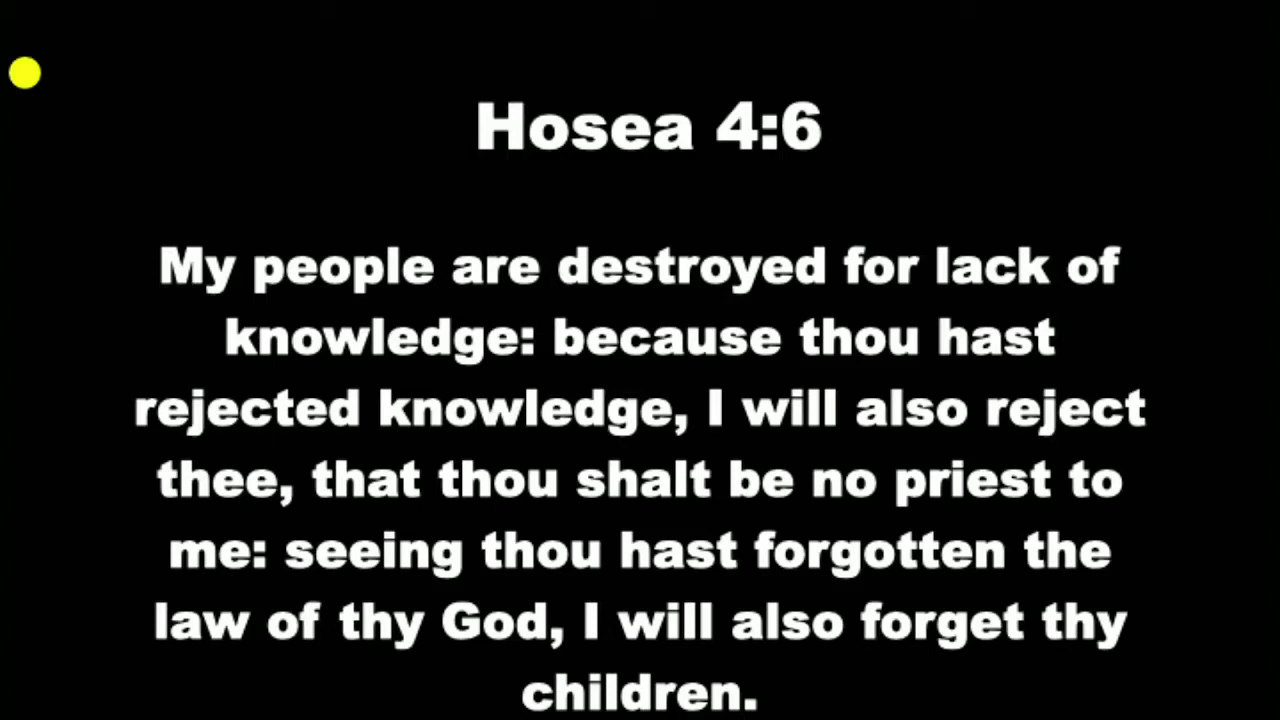 Hosea 4:6
My people are destroyed for lack of
knowledge: because thou hast
rejected knowledge, I will also reject
thee, that thou shalt be no priest to
me: seeing thou hast forgotten the
law of thy God, I will also forget thy
children.